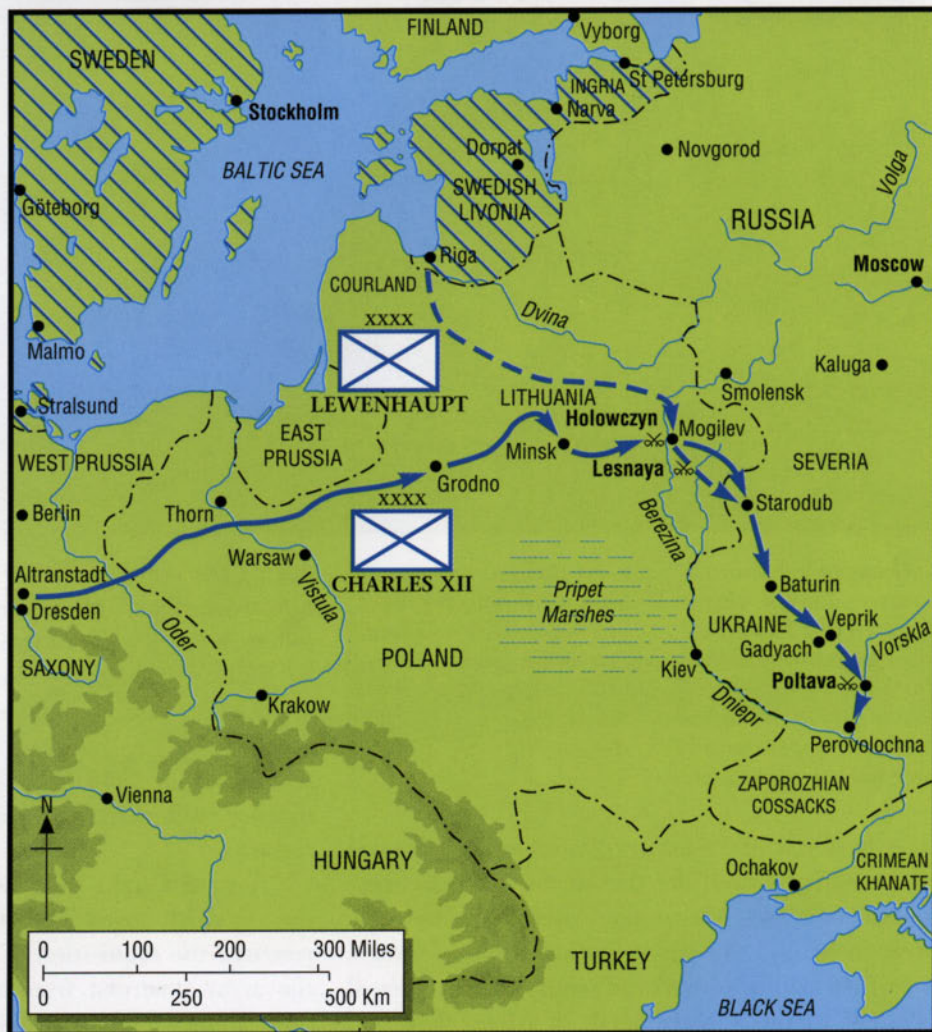 FINLAND
Vyborg
SWEDEN
St Petersburg
INGRIA
Stockholm
Narva
BALTIC SEA
Dorpat
Novgorod
Volga
SWEDISH
LIVONIA
Göteborg
RUSSIA
Riga
COURLAND
Moscow
Dvina
XXXX
Malmo
Kaluga
Smolensk
LEWENHAUPT
LITHUANIA
Stralsund
Holowczyn
Mogilev
EAST
PRUSSIA
Minsk
WEST PRUSSIA
Lesnaya
SEVERIA
Grodno
XXXX
Starodub
Thorn
Berlin
Berezina
Warsaw
CHARLES XII
Altranstadt
Vistula
Pripet
Marshes
Baturin
Dresden
Oder
Veprik
UKRAINE
Vorskla
Gadyach
POLAND
SAXONY
Kiev
Poltava
Krakow
Dniepr
Perovolochna
ZAPOROZHIAN
COSSACKS
Vienna
N
HUNGARY
Ochakov
CRIMEAN
KHANATE
0 100 200 300 Miles
0 250 500 Km
TURKEY
BLACK SEA